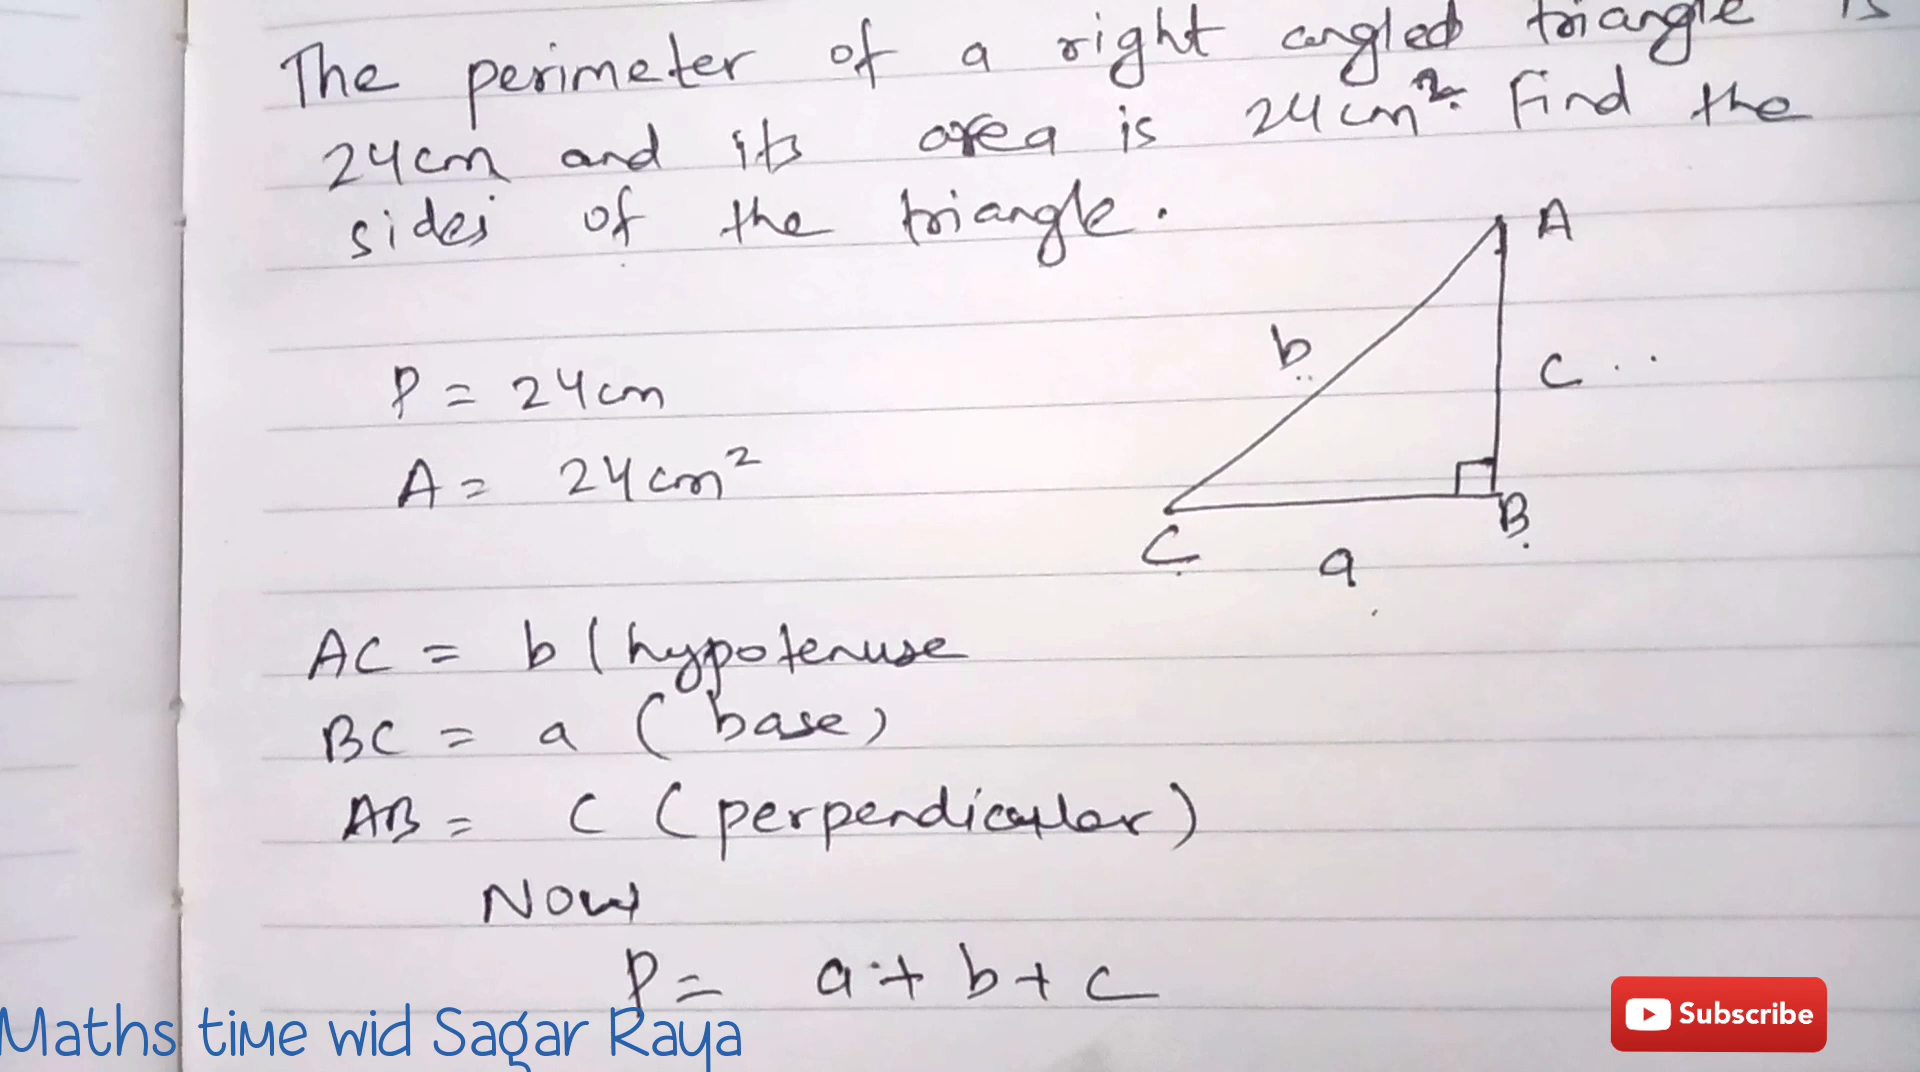 The perimeter of a right angled triangle is
24cm and its area is 24cm². Find the
sides of the triangle.
A
b
c
P = 24cm
A = 24cm²
B
C
a
AC = b (hypotenuse
BC = a (base)
AB = c (perpendicular)
Now
P = a + b + c
Maths time wid Sagar Raya
Subscribe